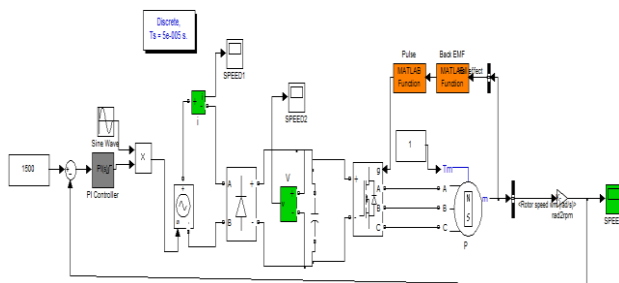 Discrete,
Ts = 5e-005 s.
SPEED1
SPEED2
Pulse
MATLAB
Function
Back EMF
MATLAB
Function
effect
i
Sine Wave
1500
PI Controller
X
A
B
V
1
g
A
B
C
Tm
A
B
C
m
N
S
P
<Rotor speed wm (rad/s)>
rad2rpm
SPEE